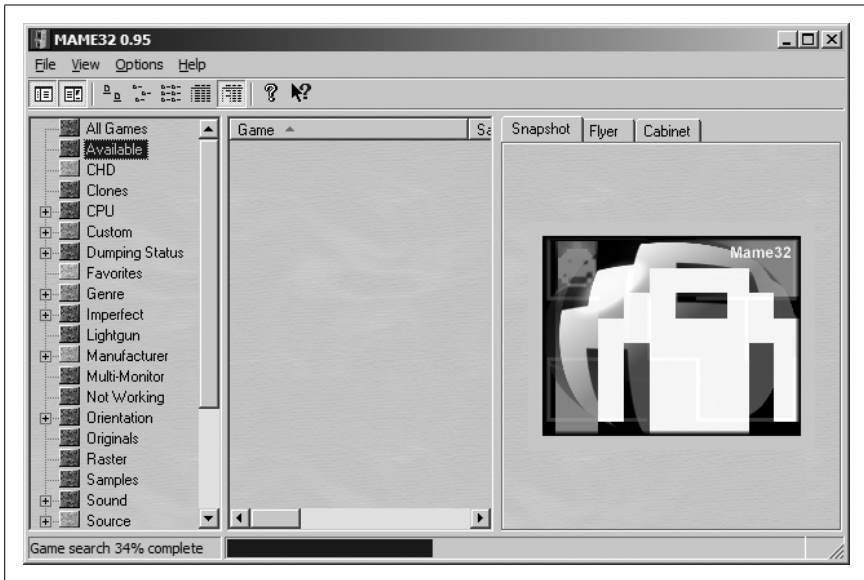 MAME32 0.95
File View Options Help
All Games
Available
CHD
Clones
CPU
Custom
Dumping Status
Favorites
Genre
Imperfect
Lightgun
Manufacturer
Multi-Monitor
Not Working
Orientation
Originals
Raster
Samples
Sound
Source
Game
Sa
Snapshot Flyer Cabinet
Mame32
Game search 34% complete